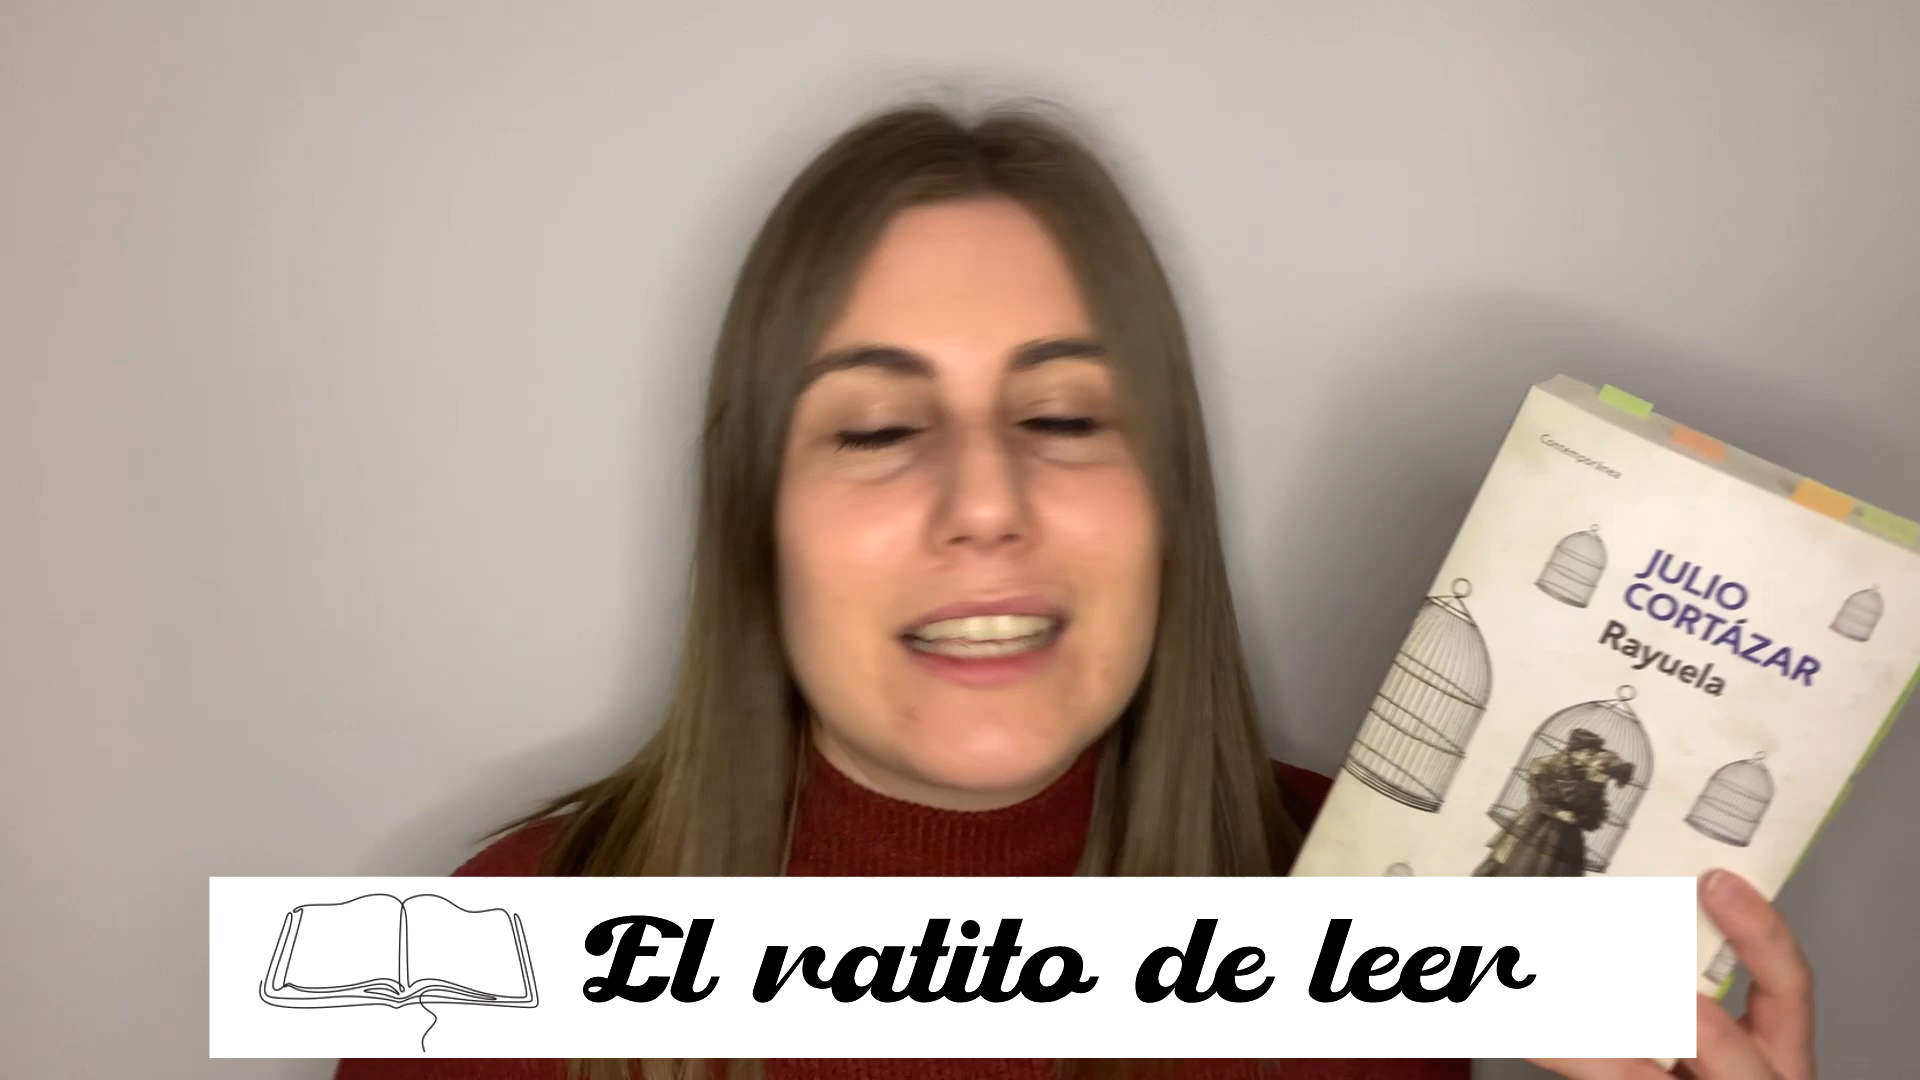 Contemporánea
JULIO
CORTÁZAR
Rayuela
El ratito de leer